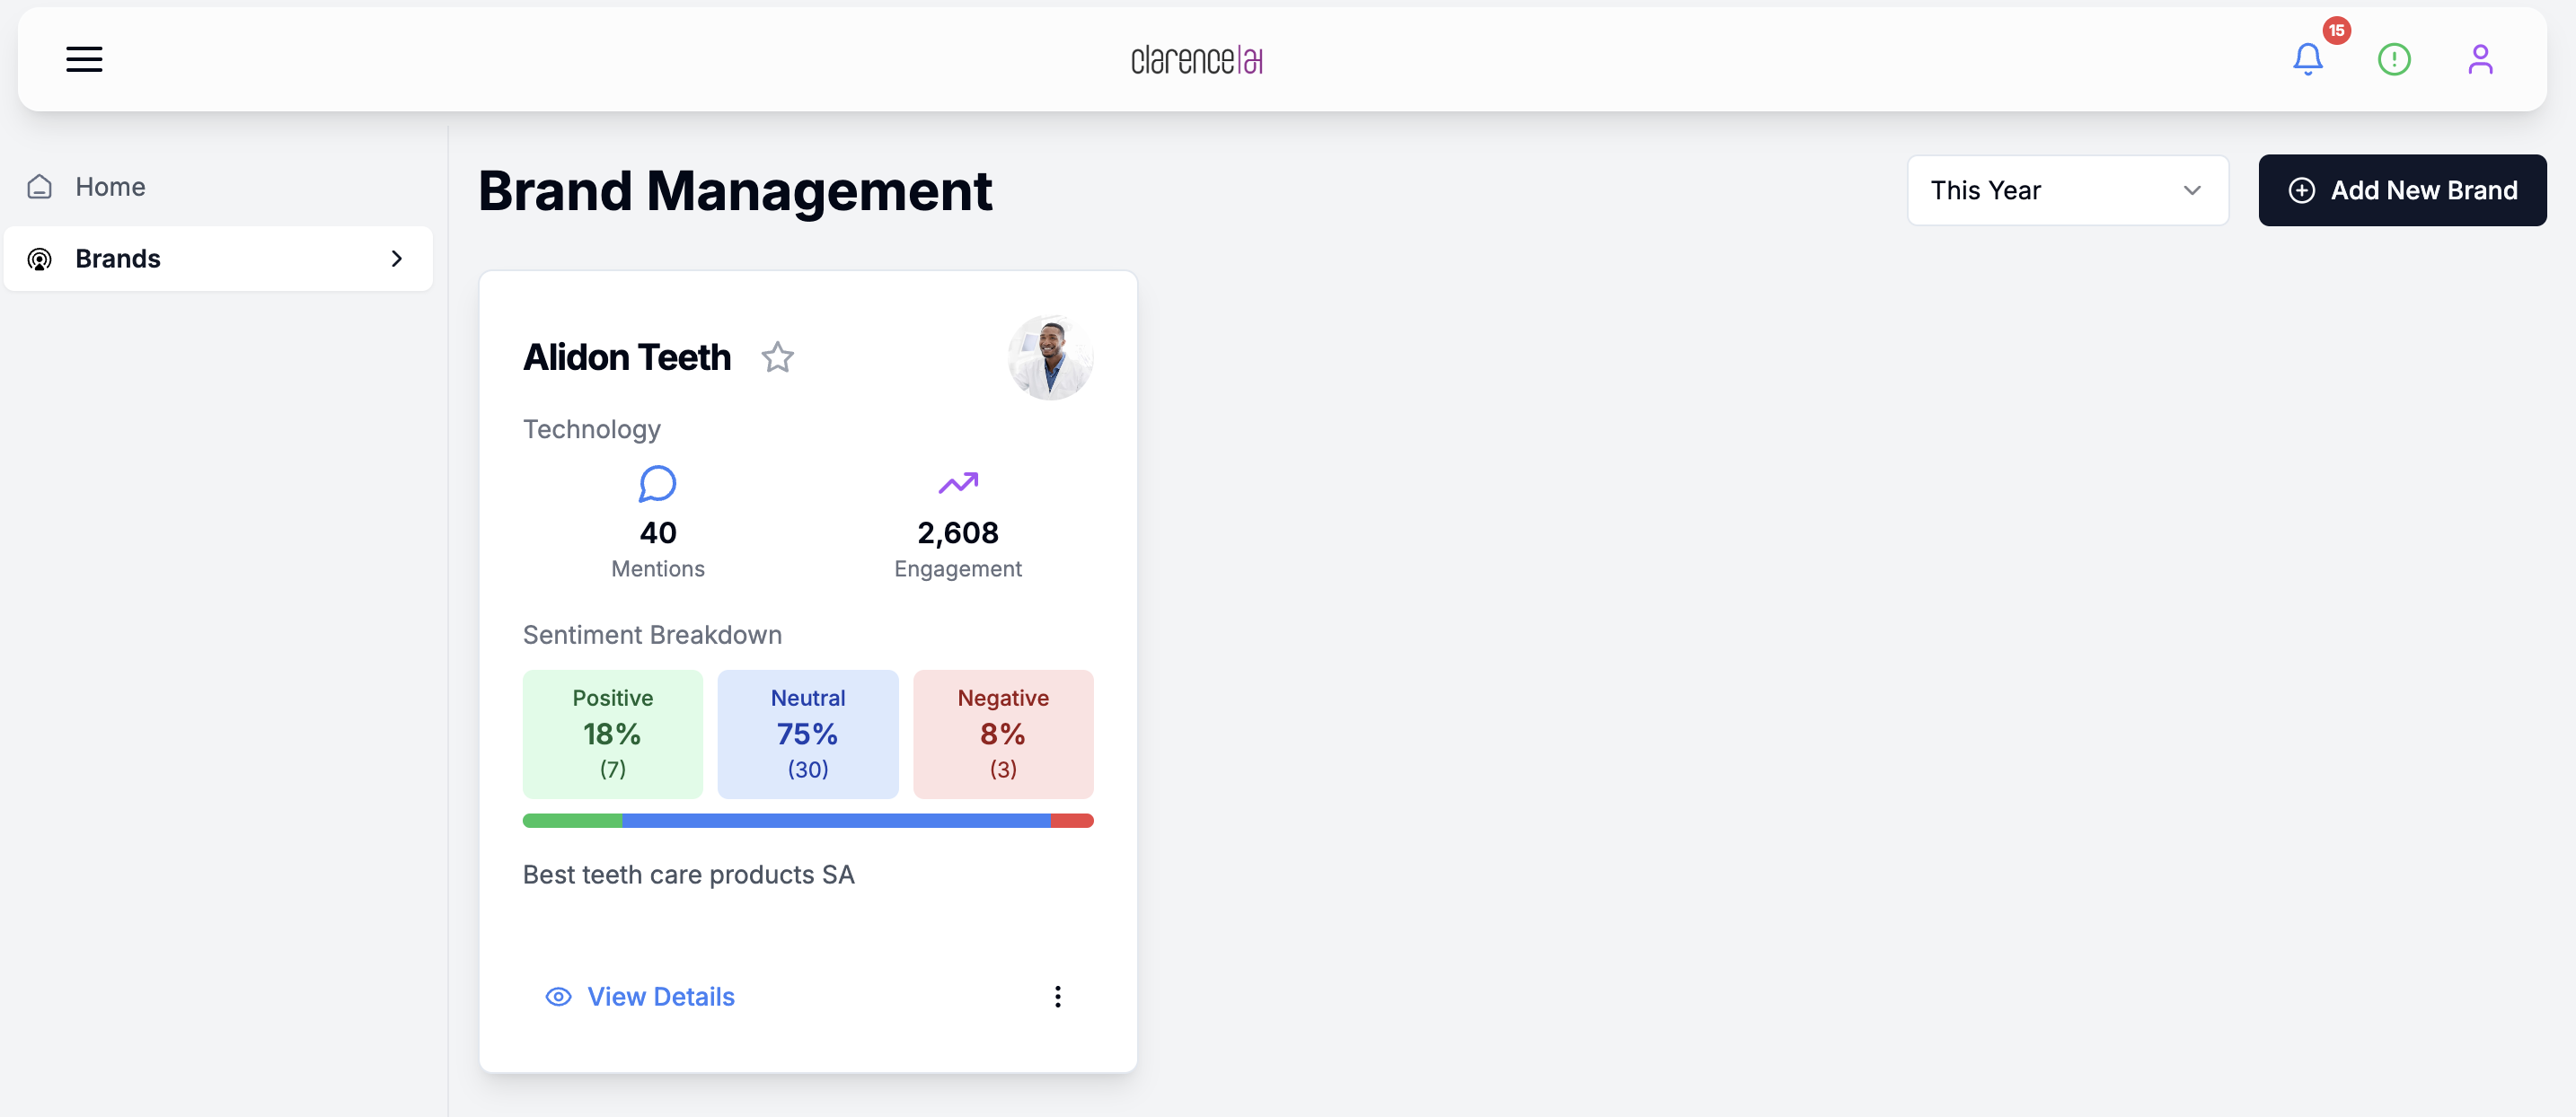 clarence|ai
15
Home
Brands
Brand Management
This Year
Add New Brand
Alidon Teeth
Technology
40
Mentions
2,608
Engagement
Sentiment Breakdown
Positive
18%
(7)
Neutral
75%
(30)
Negative
8%
(3)
Best teeth care products SA
View Details